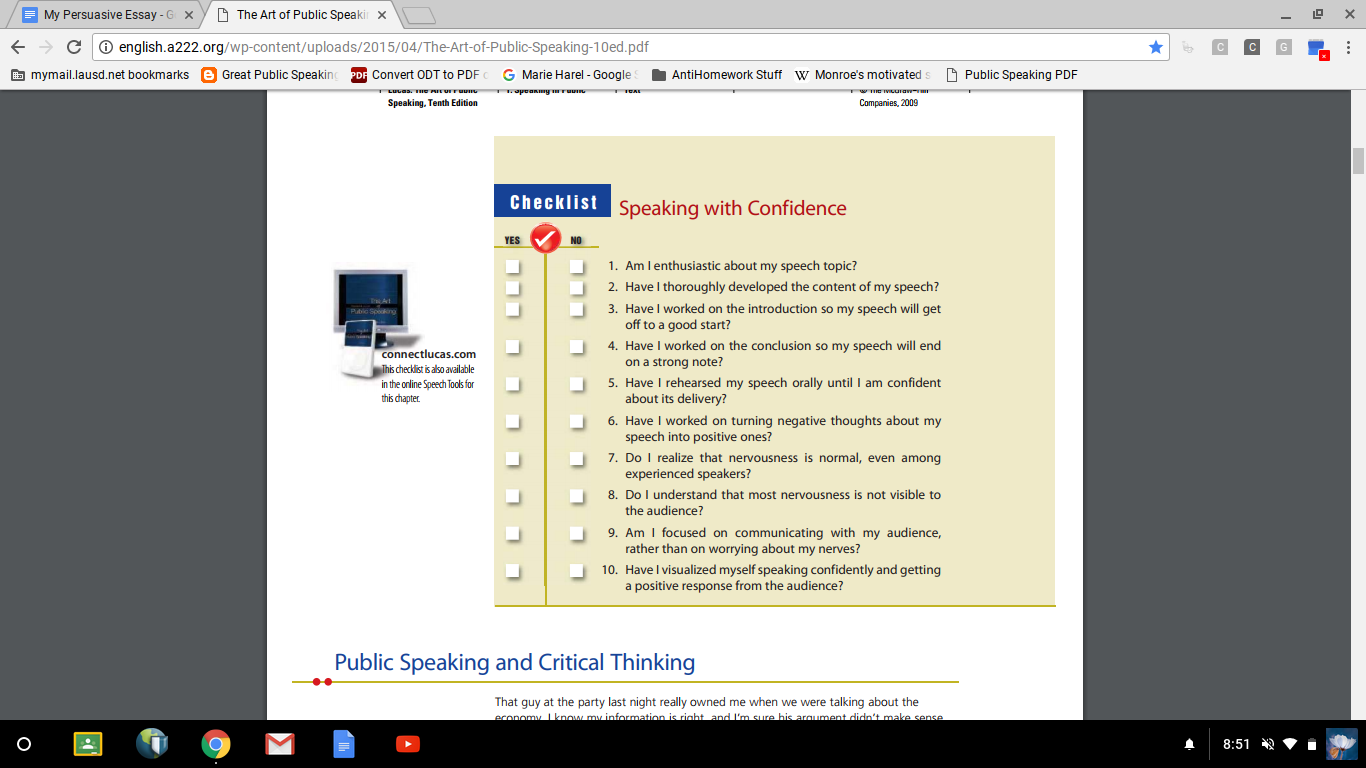 My Persuasive Essay - G
The Art of Public Speaki
english.a222.org/wp-content/uploads/2015/04/The-Art-of-Public-Speaking-10ed.pdf
mymail.lausd.net bookmarks
Great Public Speaking
PDF Convert ODT to PDF
G Marie Harel - Google S
AntiHomework Stuff
W Monroe's motivated s
Public Speaking PDF
Lucas: The Art of Public
Speaking, Tenth Edition
1. Speaking in Public
Text
© The McGraw-Hill
Companies, 2009
Checklist
Speaking with Confidence
YES NO
1. Am I enthusiastic about my speech topic?
2. Have I thoroughly developed the content of my speech?
3. Have I worked on the introduction so my speech will get
off to a good start?
4. Have I worked on the conclusion so my speech will end
on a strong note?
5. Have I rehearsed my speech orally until I am confident
about its delivery?
6. Have I worked on turning negative thoughts about my
speech into positive ones?
7. Do I realize that nervousness is normal, even among
experienced speakers?
8. Do I understand that most nervousness is not visible to
the audience?
9. Am I focused on communicating with my audience,
rather than on worrying about my nerves?
10. Have I visualized myself speaking confidently and getting
a positive response from the audience?
The Art
of
Public Speaking
connectlucas.com
This checklist is also available
in the online Speech Tools for
this chapter.
Public Speaking and Critical Thinking
That guy at the party last night really owned me when we were talking about the
economy. I know my information is right, and I'm sure his argument didn't make sense
8:51